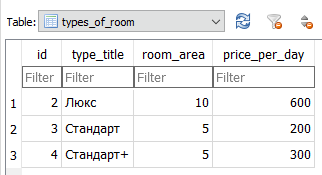 Table: types_of_room
id type_title room_area price_per_day
Filter Filter Filter Filter
1 2 Люкс 10 600
2 3 Стандарт 5 200
3 4 Стандарт+ 5 300